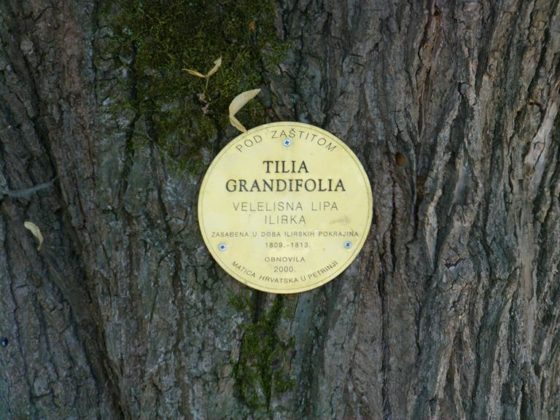 POD ZAŠTITOM
TILIA
GRANDIFOLIA
VELELISNA LIPA
ILIRKA
ZASAĐENA U DOBA ILIRSKIH POKRAJINA
1809.-1813.
OBNOVILA
2000.
MATICA HRVATSKA U PETRINJI